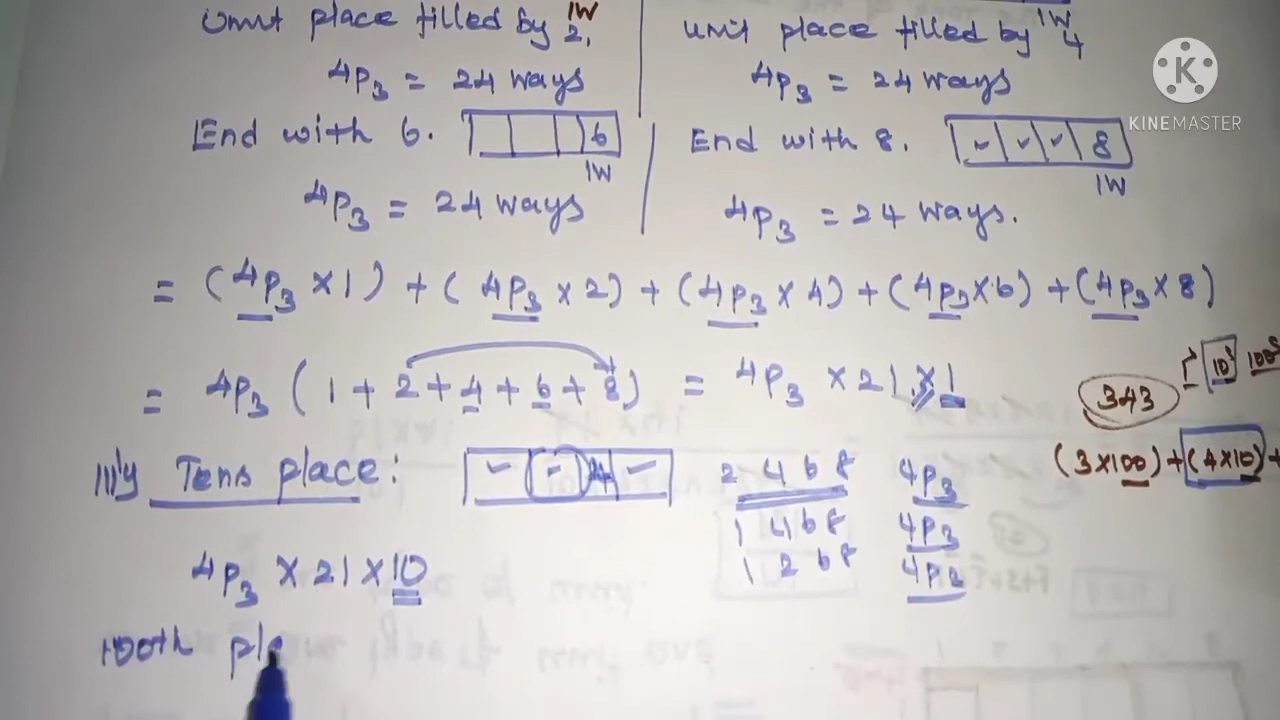 Unit place filled by 1W 2.
4P3 = 24 ways
End with 6. 6
1W
4P3 = 24 ways
unit place filled by 1W 4
4P3 = 24 ways
End with 8. 8
1W
4P3 = 24 ways.
K
KINEMASTER
= (4P3 × 1) + (4P3 × 2) + (4P3 × 4) + (4P3 × 6) + (4P3 × 8)
= 4P3 (1 + 2 + 4 + 6 + 8) = 4P3 × 21 × 1
343 10s 100s
(3×100)+(4×10)+
lll'y Tens place: 4
2 4 6 8 4P3
1 4 6 8 4P3
1 2 6 8 4P3
4P3 × 21 × 10
100th pla